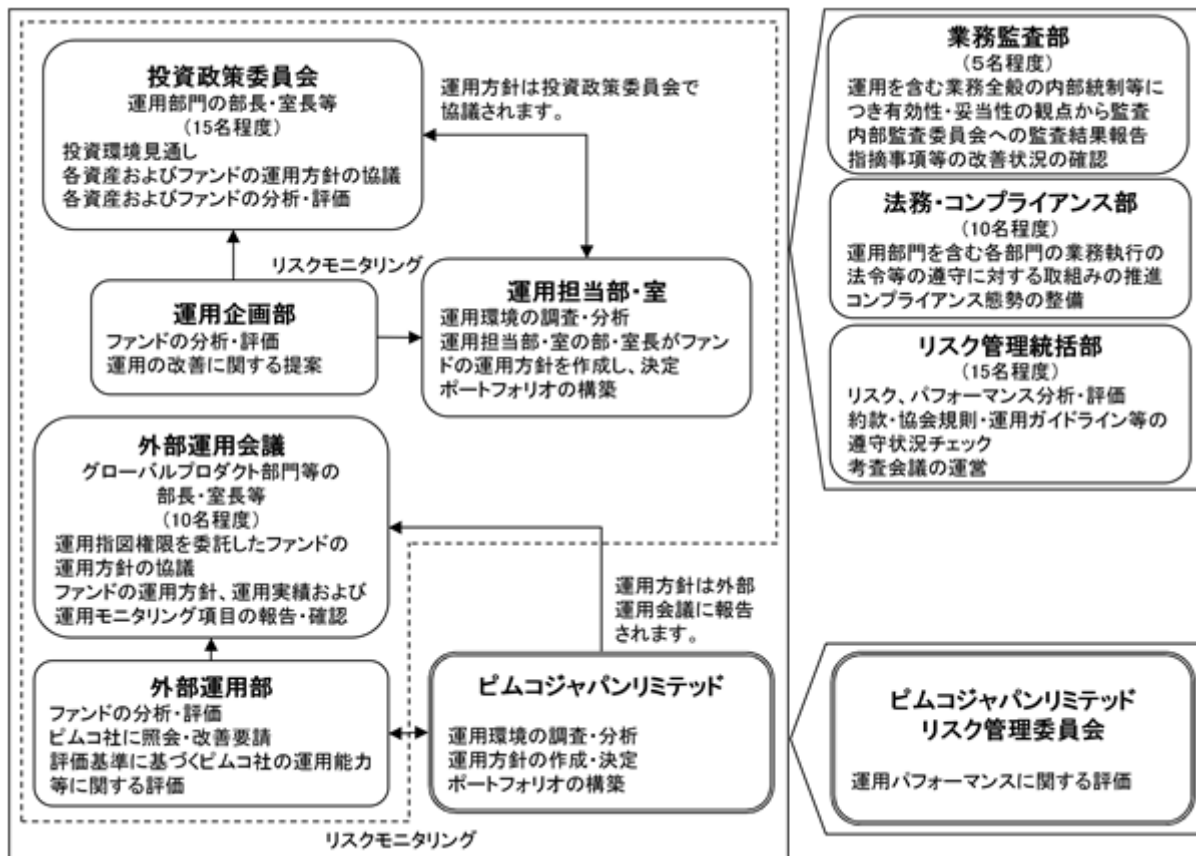 投資政策委員会
運用部門の部長・室長等
(15名程度)
投資環境見通し
各資産およびファンドの運用方針の協議
各資産およびファンドの分析・評価
運用方針は投資政策委員会で
協議されます。
リスクモニタリング
運用企画部
ファンドの分析・評価
運用の改善に関する提案
運用担当部・室
運用環境の調査・分析
運用担当部・室の部・室長がファン
ドの運用方針を作成し、決定
ポートフォリオの構築
外部運用会議
グローバルプロダクト部門等の
部長・室長等
(10名程度)
運用指図権限を委託したファンドの
運用方針の協議
ファンドの運用方針、運用実績および
運用モニタリング項目の報告・確認
運用方針は外部
運用会議に報告
されます。
外部運用部
ファンドの分析・評価
ピムコ社に照会・改善要請
評価基準に基づくピムコ社の運用能力
等に関する評価
ピムコジャパンリミテッド
運用環境の調査・分析
運用方針の作成・決定
ポートフォリオの構築
リスクモニタリング
業務監査部
(5名程度)
運用を含む業務全般の内部統制等に
つき有効性・妥当性の観点から監査
内部監査委員会への監査結果報告
指摘事項等の改善状況の確認
法務・コンプライアンス部
(10名程度)
運用部門を含む各部門の業務執行の
法令等の遵守に対する取組みの推進
コンプライアンス態勢の整備
リスク管理統括部
(15名程度)
リスク、パフォーマンス分析・評価
約款・協会規則・運用ガイドライン等の
遵守状況チェック
考査会議の運営
ピムコジャパンリミテッド
リスク管理委員会
運用パフォーマンスに関する評価